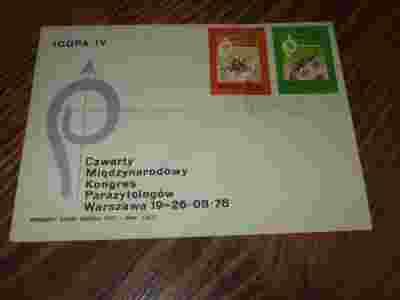 ICOPA IV
Czwarty
Międzynarodowy
Kongres
Parazytologów
Warszawa 19-26-08-78